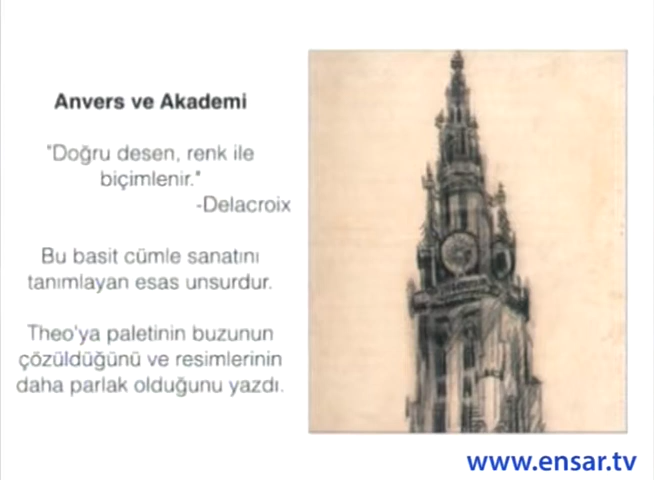 Anvers ve Akademi
"Doğru desen, renk ile
biçimlenir."
-Delacroix
Bu basit cümle sanatını
tanımlayan esas unsurdur.
Theo'ya paletinin buzunun
çözüldüğünü ve resimlerinin
daha parlak olduğunu yazdı.
www.ensar.tv